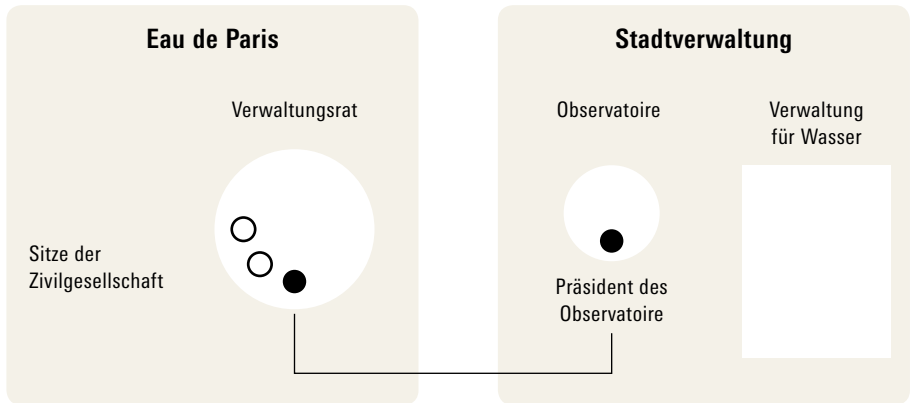 Eau de Paris
Verwaltungsrat
Sitze der
Zivilgesellschaft
Stadtverwaltung
Observatoire
Verwaltung
für Wasser
Präsident des
Observatoire